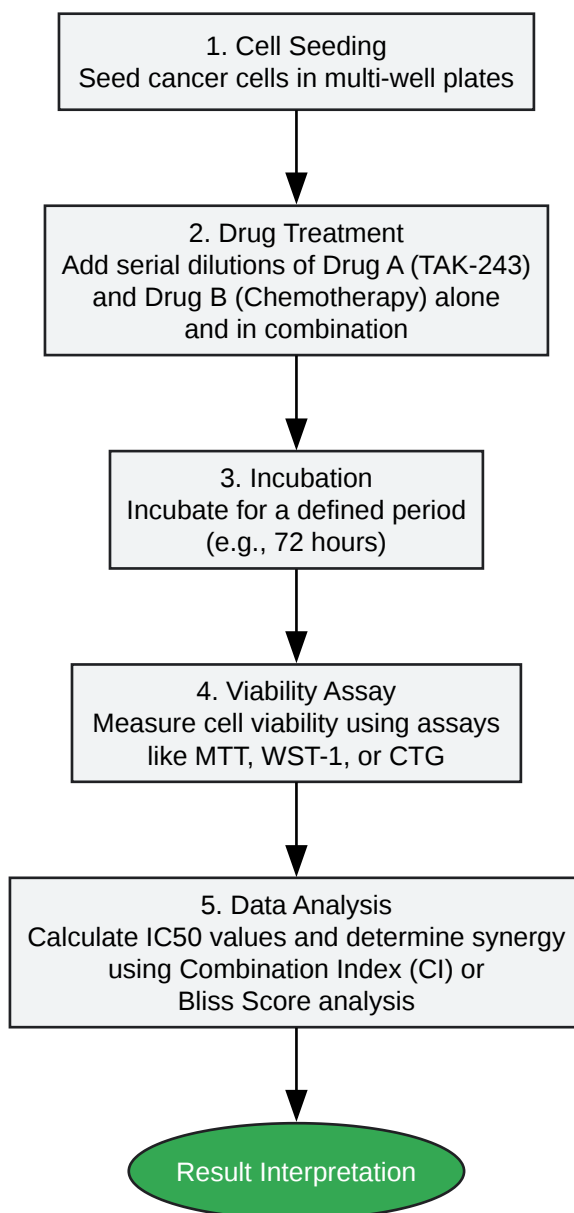 1. Cell Seeding
Seed cancer cells in multi-well plates
2. Drug Treatment
Add serial dilutions of Drug A (TAK-243)
and Drug B (Chemotherapy) alone
and in combination
3. Incubation
Incubate for a defined period
(e.g., 72 hours)
4. Viability Assay
Measure cell viability using assays
like MTT, WST-1, or CTG
5. Data Analysis
Calculate IC50 values and determine synergy
using Combination Index (CI) or
Bliss Score analysis
Result Interpretation